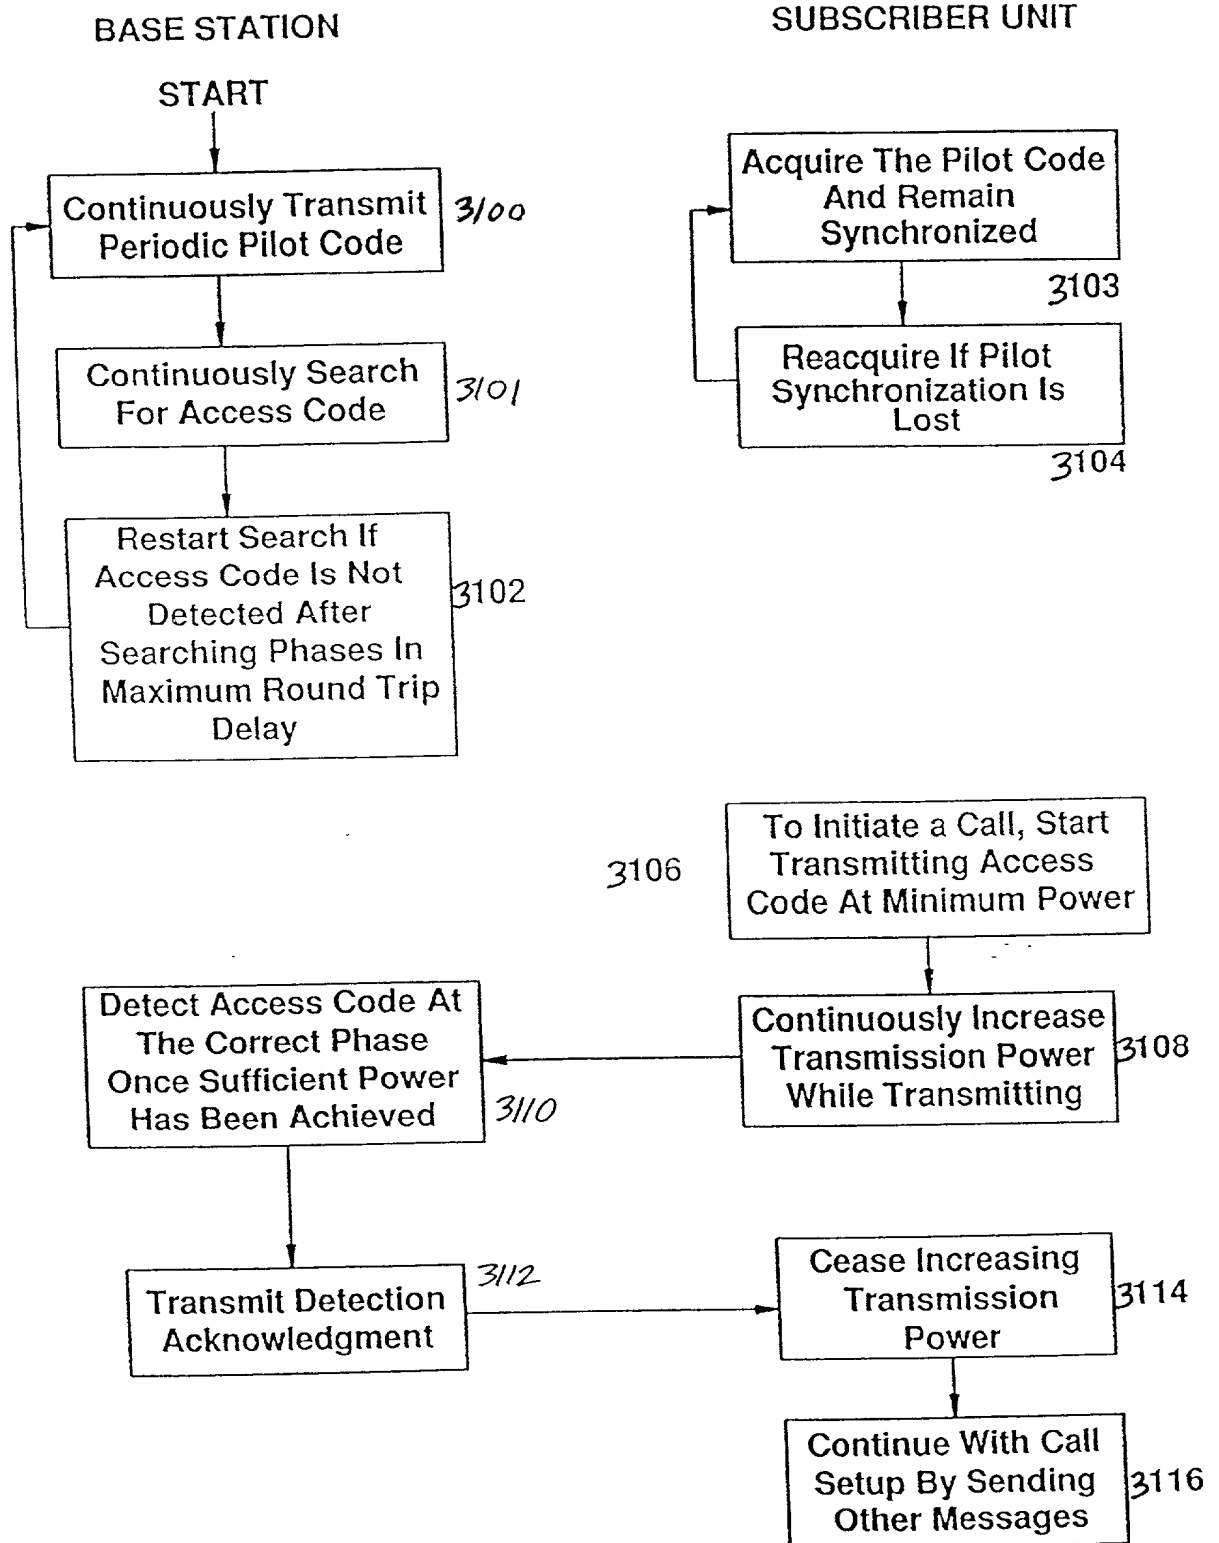 BASE STATION
SUBSCRIBER UNIT
START
Continuously Transmit
Periodic Pilot Code
3100
Continuously Search
For Access Code
3101
Restart Search If
Access Code Is Not
Detected After
Searching Phases In
Maximum Round Trip
Delay
3102
Acquire The Pilot Code
And Remain
Synchronized
3103
Reacquire If Pilot
Synchronization Is
Lost
3104
3106
To Initiate a Call, Start
Transmitting Access
Code At Minimum Power
Continuously Increase
Transmission Power
While Transmitting
3108
Detect Access Code At
The Correct Phase
Once Sufficient Power
Has Been Achieved
3110
Transmit Detection
Acknowledgment
3112
Cease Increasing
Transmission
Power
3114
Continue With Call
Setup By Sending
Other Messages
3116